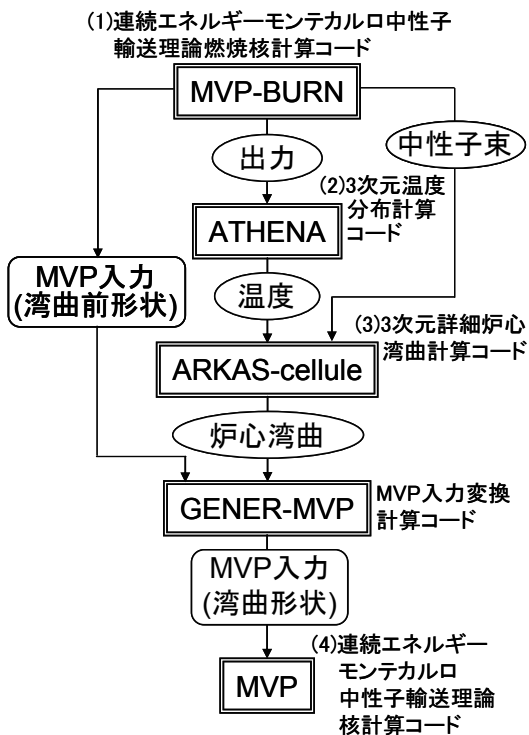 (1)連続エネルギーモンテカルロ中性子
輸送理論燃焼核計算コード
MVP-BURN
出力
中性子束
(2)3次元温度
分布計算
コード
ATHENA
MVP入力
(湾曲前形状)
温度
(3)3次元詳細炉心
湾曲計算コード
ARKAS-cellule
炉心湾曲
GENER-MVP
MVP入力変換
計算コード
MVP入力
(湾曲形状)
(4)連続エネルギー
モンテカルロ
中性子輸送理論
核計算コード
MVP